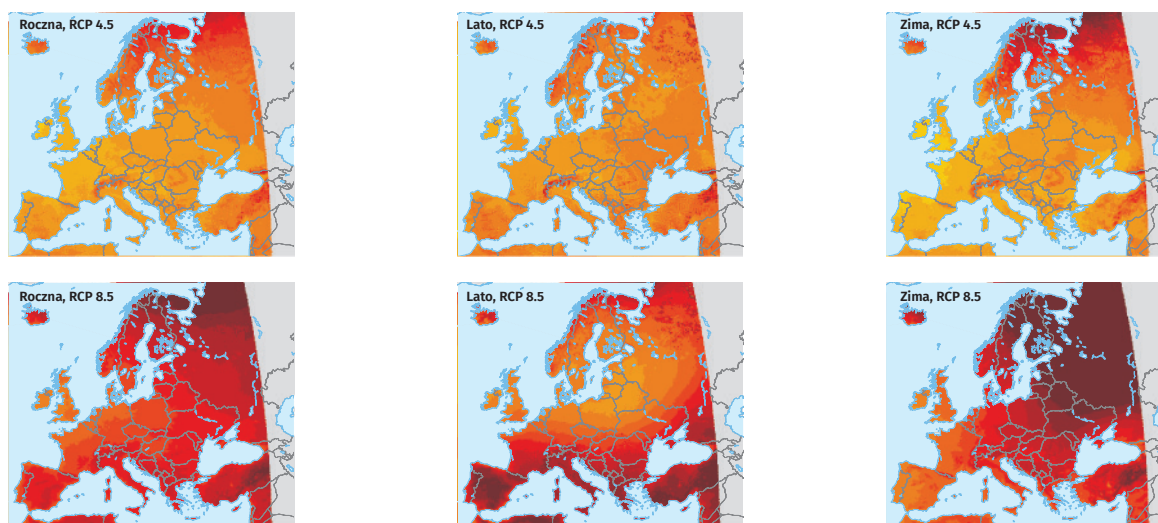 Roczna, RCP 4.5
Lato, RCP 4.5
Zima, RCP 4.5
Roczna, RCP 8.5
Lato, RCP 8.5
Zima, RCP 8.5